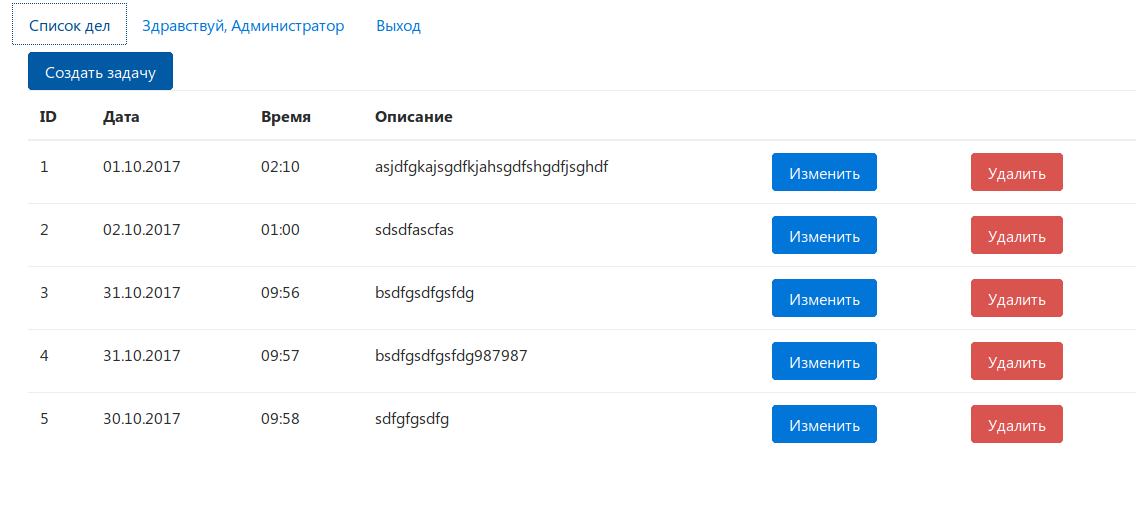 Список дел Здравствуй, Администратор Выход
Создать задачу
ID Дата Время Описание
1 01.10.2017 02:10 asjdfgkajsgdfkjahsgdfshgdfjsghdf Изменить Удалить
2 02.10.2017 01:00 sdsdfascfas Изменить Удалить
3 31.10.2017 09:56 bsdfgsdfgsfdg Изменить Удалить
4 31.10.2017 09:57 bsdfgsdfgsfdg987987 Изменить Удалить
5 30.10.2017 09:58 sdfgfgsdfg Изменить Удалить